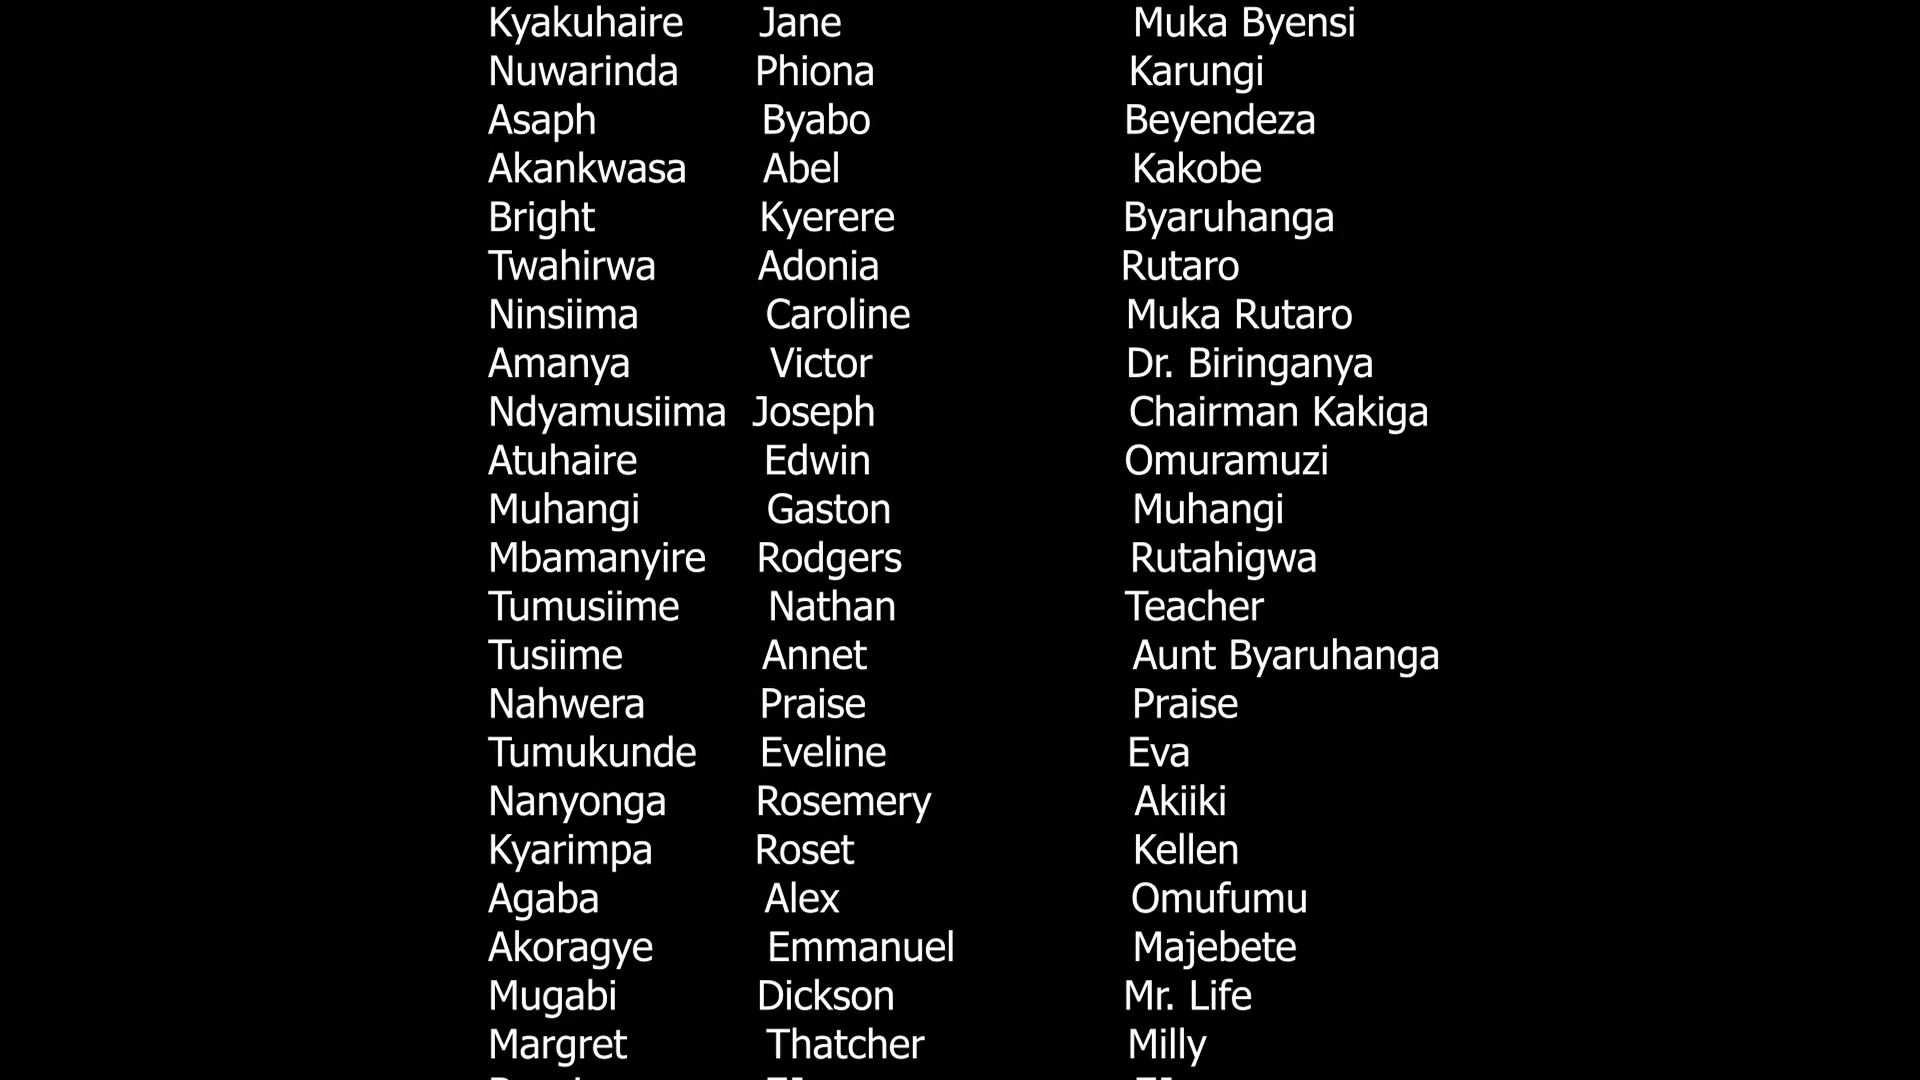 Kyakuhaire Jane Muka Byensi
Nuwarinda Phiona Karungi
Asaph Byabo Beyendeza
Akankwasa Abel Kakobe
Bright Kyerere Byaruhanga
Twahirwa Adonia Rutaro
Ninsiima Caroline Muka Rutaro
Amanya Victor Dr. Biringanya
Ndyamusiima Joseph Chairman Kakiga
Atuhaire Edwin Omuramuzi
Muhangi Gaston Muhangi
Mbamanyire Rodgers Rutahigwa
Tumusiime Nathan Teacher
Tusiime Annet Aunt Byaruhanga
Nahwera Praise Praise
Tumukunde Eveline Eva
Nanyonga Rosemery Akiiki
Kyarimpa Roset Kellen
Agaba Alex Omufumu
Akoragye Emmanuel Majebete
Mugabi Dickson Mr. Life
Margret Thatcher Milly